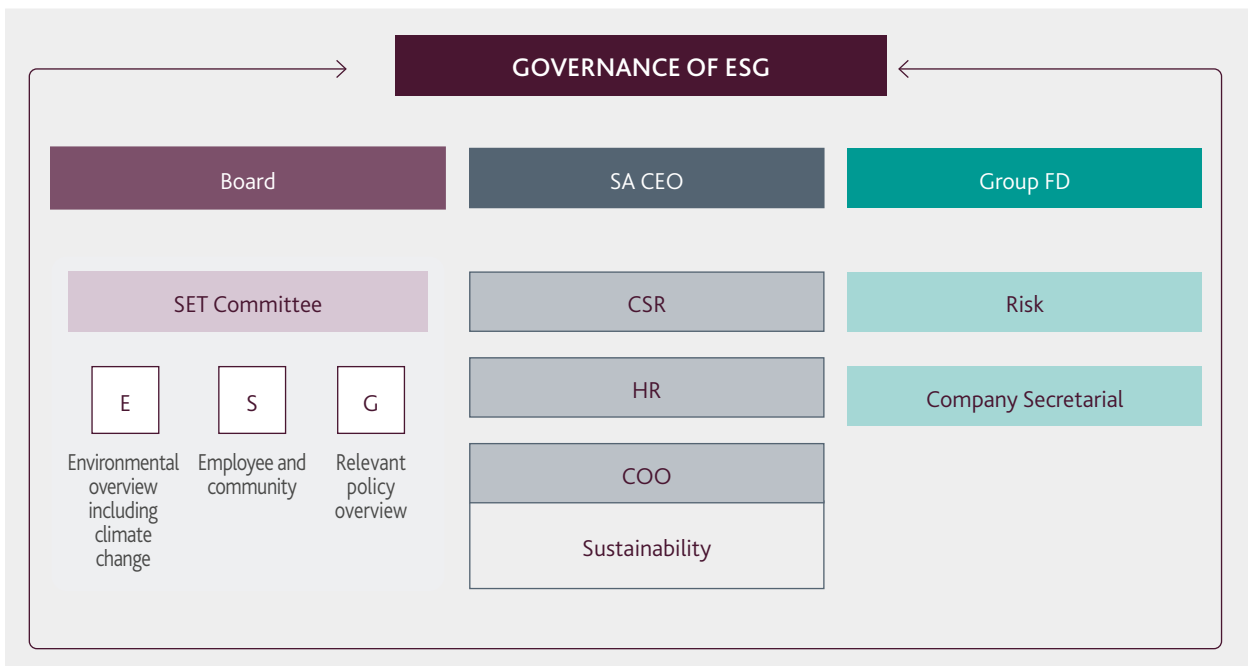 GOVERNANCE OF ESG
Board
SA CEO
Group FD
SET Committee
E
S
G
Environmental
overview
including
climate
change
Employee and
community
Relevant
policy
overview
CSR
HR
COO
Sustainability
Risk
Company Secretarial